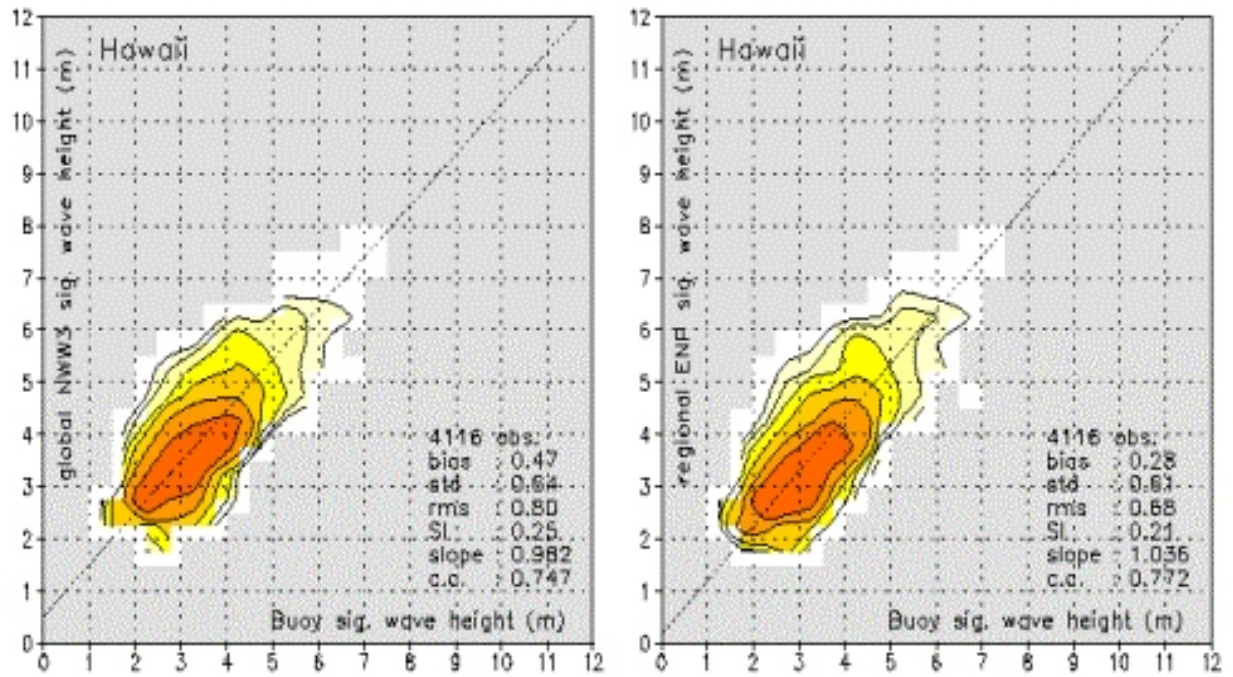 Hawaii
global NWW3 sig. wave height (m)
12
11
10
9
8
7
6
5
4
3
2
1
0
4116 obs.
bias : 0.47
std : 0.64
rmis : 0.80
SI : 0.25
slope : 0.982
c.c. : 0.747
Buoy sig. wave height (m)
0 1 2 3 4 5 6 7 8 9 10 11 12
Hawaii
regional ENP sig. wave height (m)
12
11
10
9
8
7
6
5
4
3
2
1
0
4116 obs.
bias : 0.28
std : 0.61
rms : 0.68
SI : 0.21
slope : 1.036
c.c. : 0.772
Buoy sig. wave height (m)
0 1 2 3 4 5 6 7 8 9 10 11 12